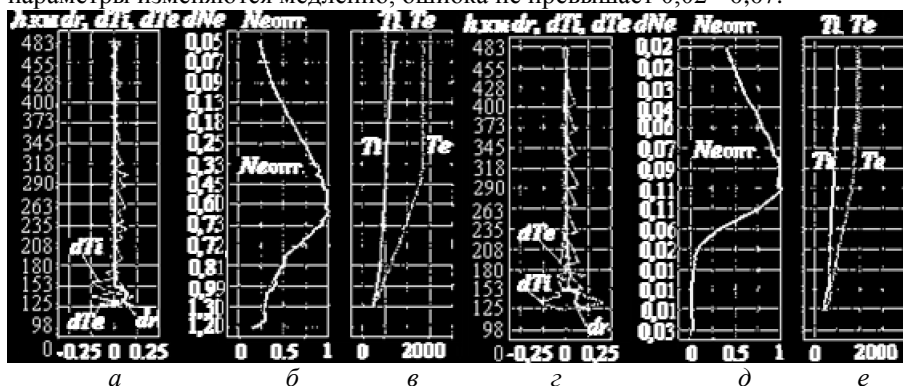 параметры изменяются медленно, ошибка не превышает 0,02 - 0,07.
h.км dr, dTi, dTe dNe Neотг. Ti Te h.км dr, dTi, dTe dNe Neотг. Ti Te
483 0,05 483 0,02
455 0,07 455 0,02
428 0,09 428 0,03
400 0,13 400 0,04
373 0,18 373 0,06
345 0,25 345 0,07
318 0,35 318 0,09
290 0,45 290 0,11
263 0,60 263 0,11
235 0,73 235 0,06
208 0,72 208 0,02
180 0,81 180 0,01
153 0,99 153 0,01
125 1,30 125 0,01
98 1,20 98 0,03
Neотг. Ti Te Neотг. Ti Te
dTi dTe
dTe dr dTi dr
0 -0.25 0 0.25 0 0.5 1 0 2000 0 -0.25 0 0.25 0 0.5 1 0 2000
а б в г д е